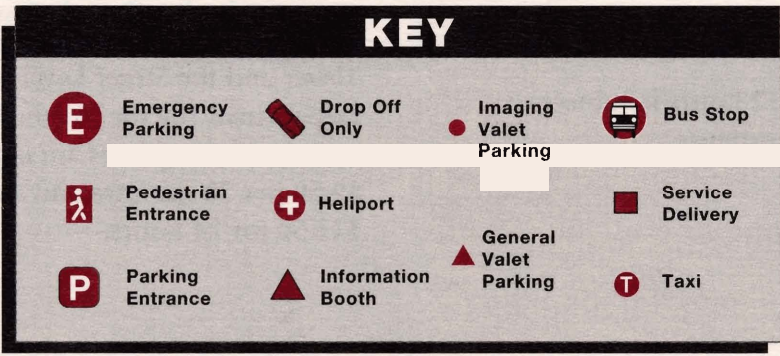 KEY
E
Emergency
Parking
Drop Off
Only
Imaging
Valet
Parking
Bus Stop
Pedestrian
Entrance
Heliport
Service
Delivery
P
Parking
Entrance
Information
Booth
General
Valet
Parking
T
Taxi